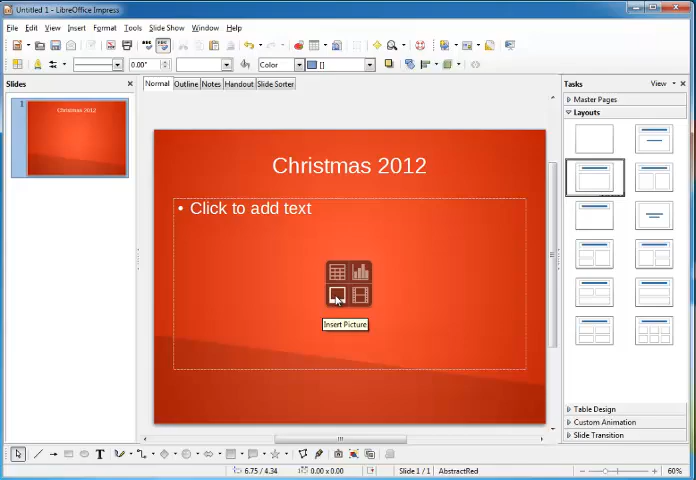 Untitled 1 - LibreOffice Impress
File Edit View Insert Format Tools Slide Show Window Help
0.00" Color []
Slides
Normal Outline Notes Handout Slide Sorter
Tasks View
Master Pages
Layouts
1
Christmas 2012
Christmas 2012
• Click to add text
Insert Picture
Table Design
Custom Animation
Slide Transition
6.75 / 4.34 0.00 x 0.00 Slide 1 / 1 AbstractRed 60%